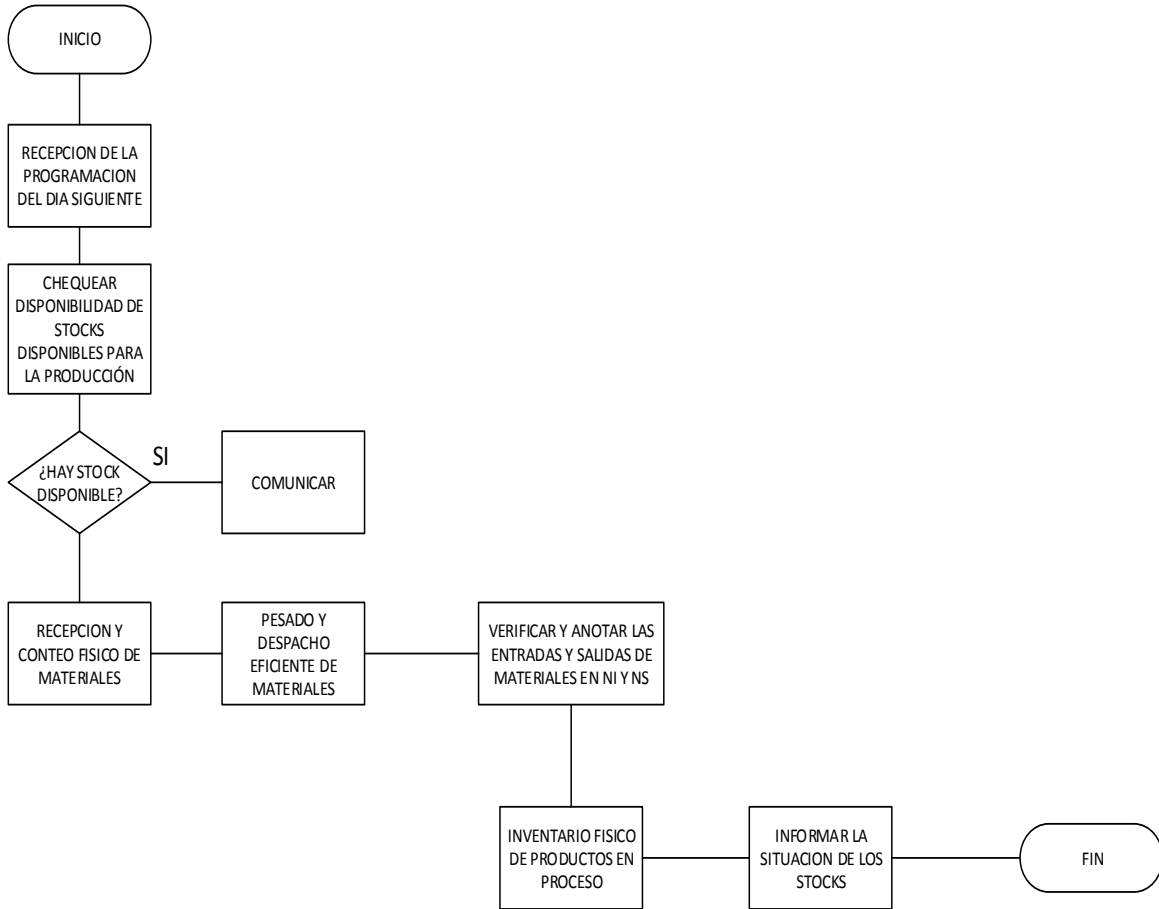 INICIO
RECEPCION DE LA
PROGRAMACION
DEL DIA SIGUIENTE
CHEQUEAR
DISPONIBILIDAD DE
STOCKS
DISPONIBLES PARA
LA PRODUCCIÓN
¿HAY STOCK
DISPONIBLE?
SI
COMUNICAR
RECEPCION Y
CONTEO FISICO DE
MATERIALES
PESADO Y
DESPACHO
EFICIENTE DE
MATERIALES
VERIFICAR Y ANOTAR LAS
ENTRADAS Y SALIDAS DE
MATERIALES EN NI Y NS
INVENTARIO FISICO
DE PRODUCTOS EN
PROCESO
INFORMAR LA
SITUACION DE LOS
STOCKS
FIN